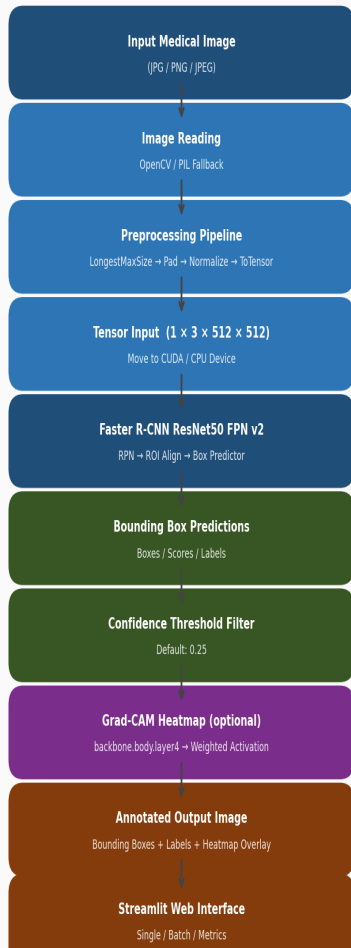 Input Medical Image
(JPG / PNG / JPEG)
Image Reading
OpenCV / PIL Fallback
Preprocessing Pipeline
LongestMaxSize → Pad → Normalize → ToTensor
Tensor Input (1 × 3 × 512 × 512)
Move to CUDA / CPU Device
Faster R-CNN ResNet50 FPN v2
RPN → ROI Align → Box Predictor
Bounding Box Predictions
Boxes / Scores / Labels
Confidence Threshold Filter
Default: 0.25
Grad-CAM Heatmap (optional)
backbone.body.layer4 → Weighted Activation
Annotated Output Image
Bounding Boxes + Labels + Heatmap Overlay
Streamlit Web Interface
Single / Batch / Metrics